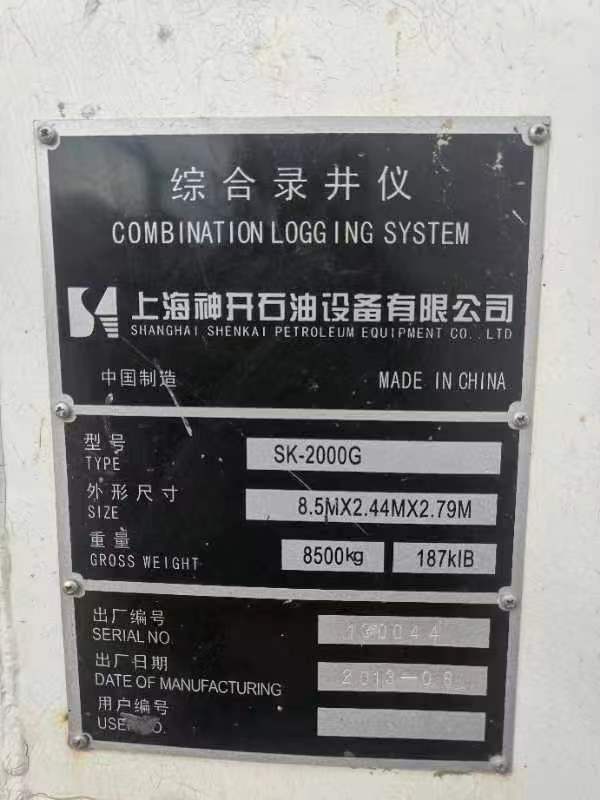 综合录井仪
COMBINATION LOGGING SYSTEM
上海神开石油设备有限公司
SHANGHAI SHENKAI PETROLEUM EQUIPMENT CO.,LTD
中国制造 MADE IN CHINA
型号 SK-2000G
TYPE
外形尺寸 8.5MX2.44MX2.79M
SIZE
重量 8500kg 187klB
GROSS WEIGHT
出厂编号
SERIAL NO
出厂日期
DATE OF MANUFACTURING
用户编号
USER NO.